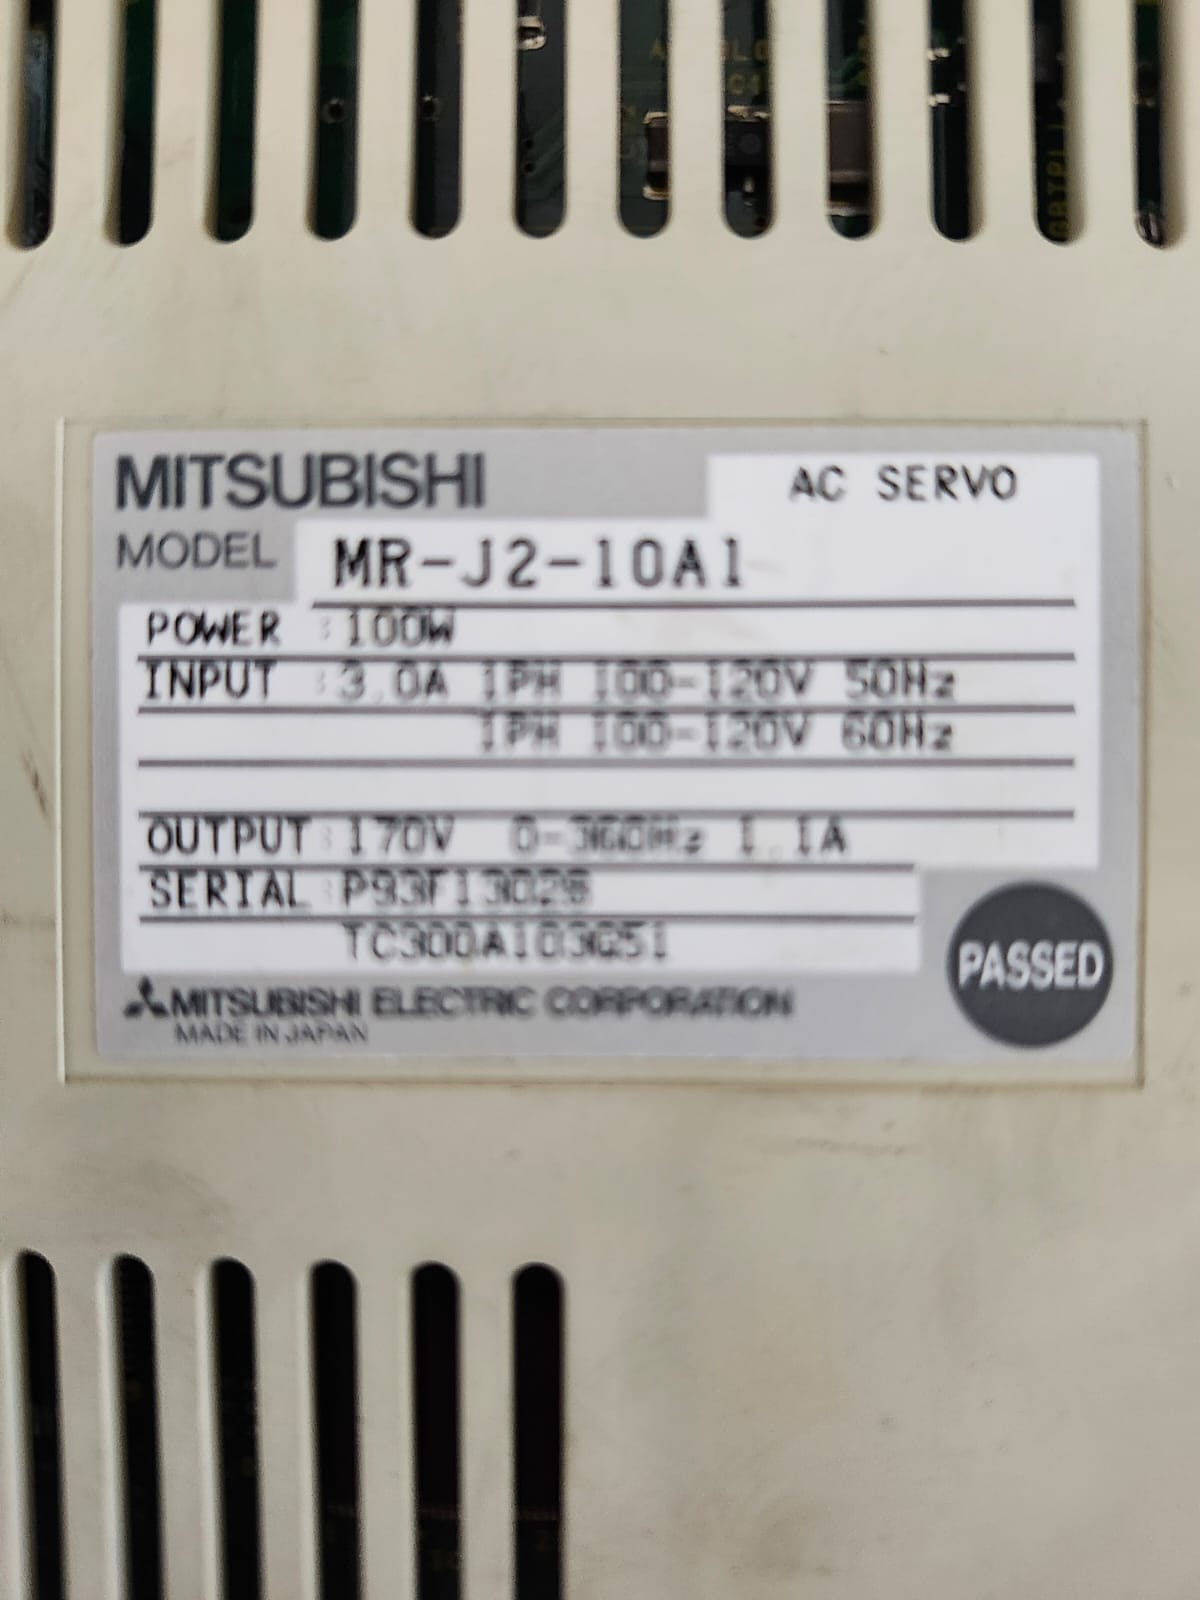 MITSUBISHI
AC SERVO
MODEL MR-J2-10A1
POWER : 100W
INPUT : 3.0A 1PH 100-120V 50Hz
1PH 100-120V 60Hz
OUTPUT : 170V 0-360Hz 1.1A
SERIAL :
TC300A103G51
PASSED
MITSUBISHI ELECTRIC CORPORATION
MADE IN JAPAN